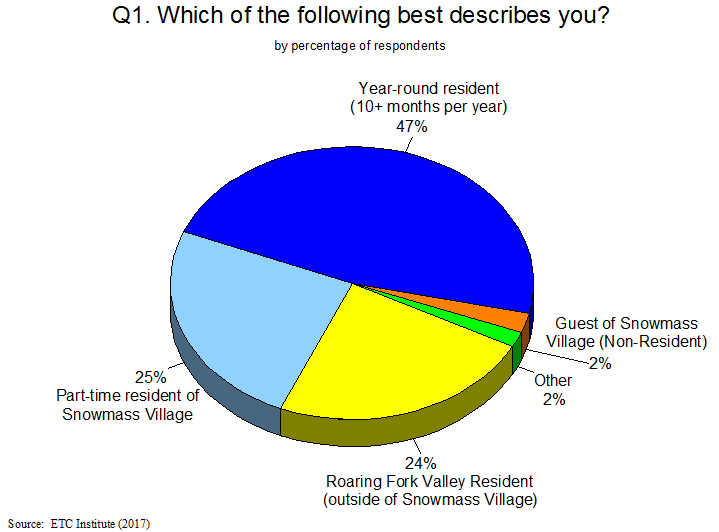 Q1. Which of the following best describes you?
by percentage of respondents
Year-round resident
(10+ months per year)
47%
Guest of Snowmass
Village (Non-Resident)
2%
Other
2%
25%
Part-time resident of
Snowmass Village
24%
Roaring Fork Valley Resident
(outside of Snowmass Village)
Source: ETC Institute (2017)